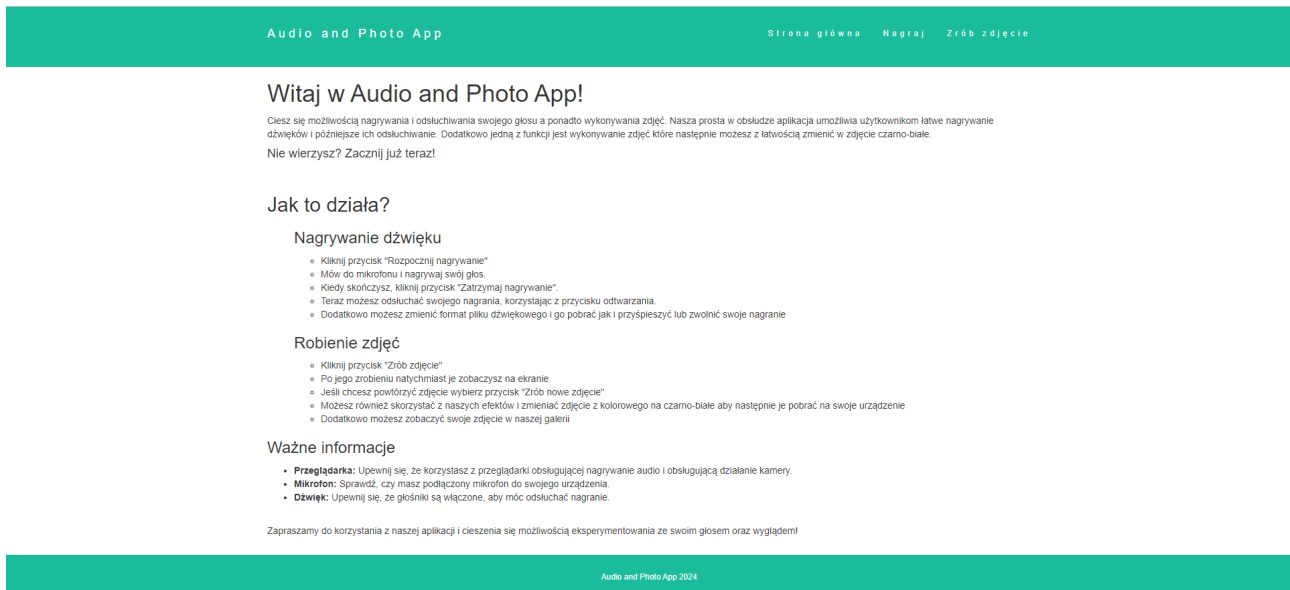 Audio and Photo App
Strona główna Nagraj Zrób zdjęcie
Witaj w Audio and Photo App!
Ciesz się możliwością nagrywania i odsłuchiwania swojego głosu a ponadto wykonywania zdjęć. Nasza prosta w obsłudze aplikacja umożliwia użytkownikom łatwe nagrywanie
dźwięków i późniejsze ich odsłuchiwanie. Dodatkowo jedną z funkcji jest wykonywanie zdjęć które następnie możesz z łatwością zmienić w zdjęcie czarno-białe.
Nie wierzysz? Zacznij już teraz!
Jak to działa?
Nagrywanie dźwięku
Kliknij przycisk "Rozpocznij nagrywanie"
Mów do mikrofonu i nagrywaj swój głos.
Kiedy skończysz, kliknij przycisk "Zatrzymaj nagrywanie".
Teraz możesz odsłuchać swojego nagrania, korzystając z przycisku odtwarzania.
Dodatkowo możesz zmienić format pliku dźwiękowego i go pobrać jak i przyśpieszyć lub zwolnić swoje nagranie
Robienie zdjęć
Kliknij przycisk "Zrób zdjęcie"
Po jego zrobieniu natychmiast je zobaczysz na ekranie
Jeśli chcesz powtórzyć zdjęcie wybierz przycisk "Zrób nowe zdjęcie"
Możesz również skorzystać z naszych efektów i zmieniać zdjęcie z kolorowego na czarno-białe aby następnie je pobrać na swoje urządzenie
Dodatkowo możesz zobaczyć swoje zdjęcie w naszej galerii
Ważne informacje
Przeglądarka: Upewnij się, że korzystasz z przeglądarki obsługującej nagrywanie audio i obsługującą działanie kamery.
Mikrofon: Sprawdź, czy masz podłączony mikrofon do swojego urządzenia.
Dźwięk: Upewnij się, że głośniki są włączone, aby móc odsłuchać nagranie.
Zapraszamy do korzystania z naszej aplikacji i cieszenia się możliwością eksperymentowania ze swoim głosem oraz wyglądem!
Audio and Photo App 2024